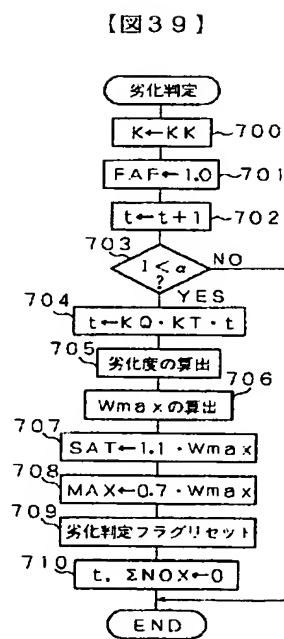 【図39】
劣化判定
K←KK
700
FAF←1.0
701
t←t+1
702
703
I<α
?
NO
YES
704
t←KQ・KT・t
705
劣化度の算出
706
Wmaxの算出
707
SAT←1.1・Wmax
708
MAX←0.7・Wmax
709
劣化判定フラグリセット
710
t, ΣNOX←0
END